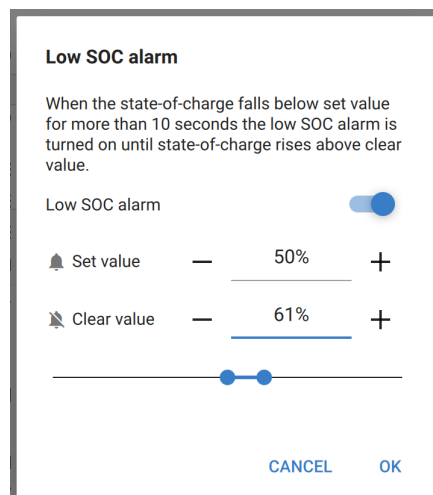 Low SOC alarm
When the state-of-charge falls below set value
for more than 10 seconds the low SOC alarm is
turned on until state-of-charge rises above clear
value.
Low SOC alarm
Set value — 50% +
Clear value — 61% +
CANCEL OK